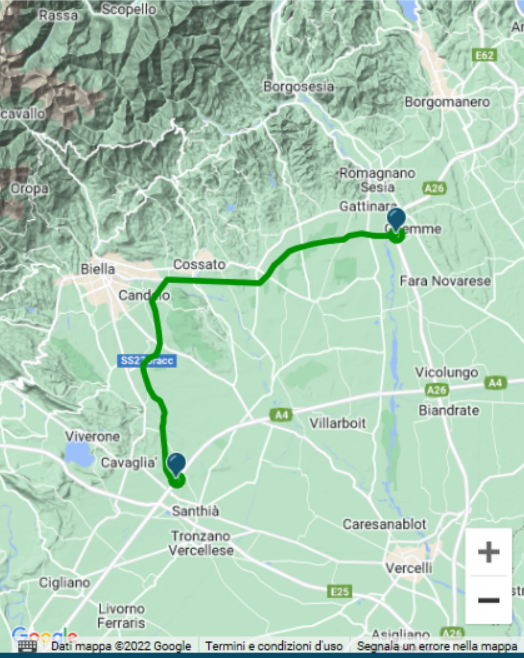 Rassa
Scopello
E62
Borgosesia
cavallo
Borgomanero
Romagnano
Sesia
A26
Oropa
Gattinara
Ghemme
Cossato
Biella
Fara Novarese
Candelo
Vicolungo
A4
A26
Biandrate
A4
Villarboit
Viverone
Cavaglia'
Santhià
Caresanablot
Tronzano
Vercellese
Vercelli
Cigliano
E25
Livorno
Ferraris
+
−
Asigliano
A26
Google
Dati mappa ©2022 Google
Termini e condizioni d'uso
Segnala un errore nella mappa